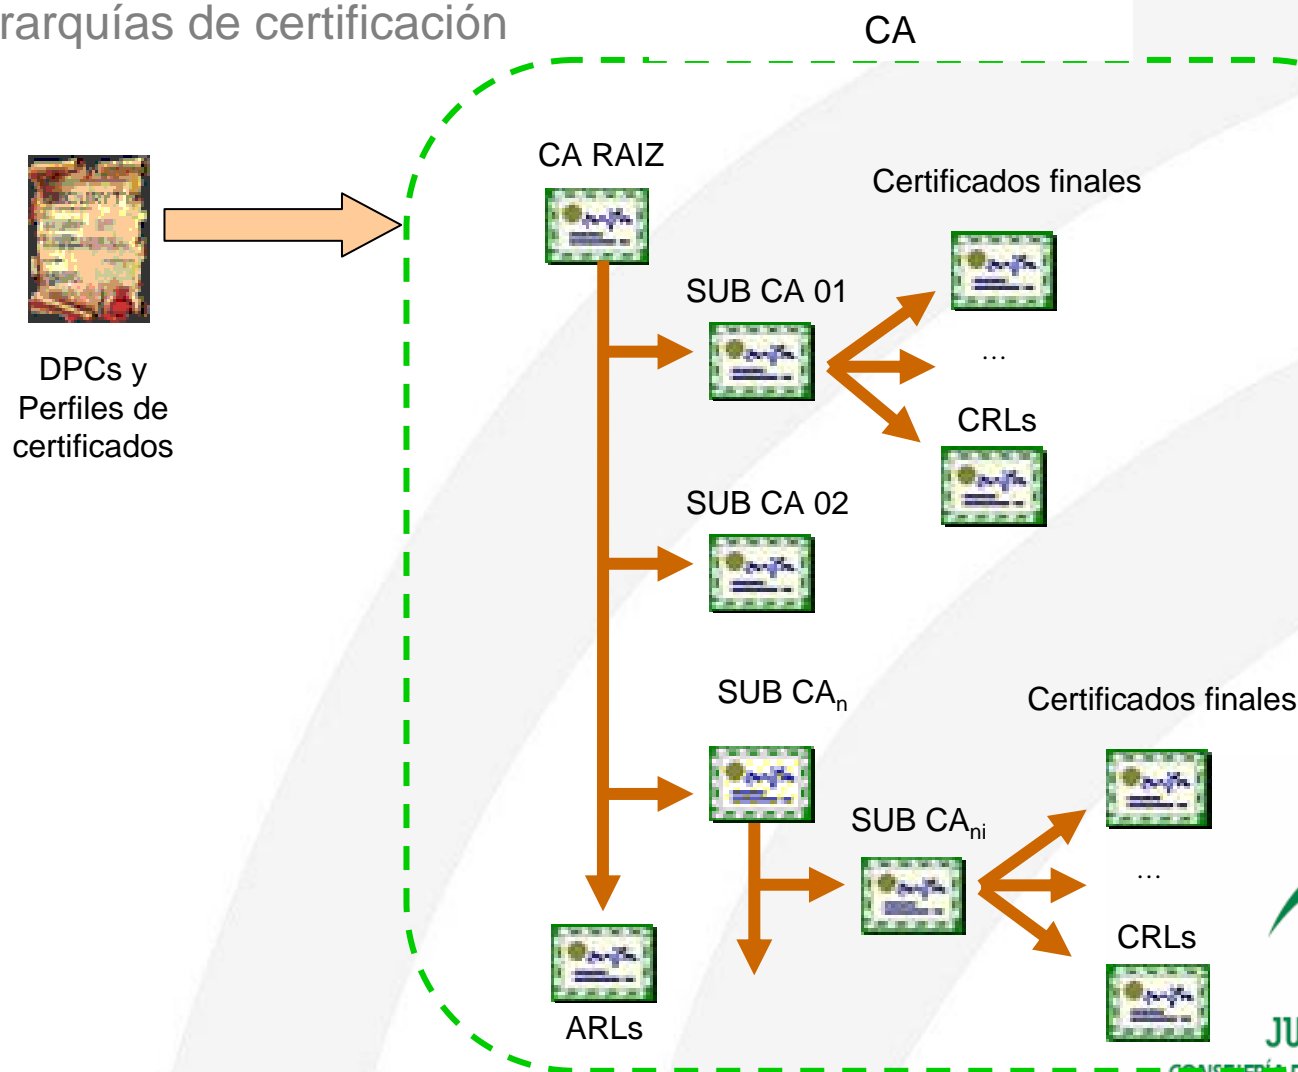 rarquías de certificación
CA
CA RAIZ
Certificados finales
SUB CA 01
...
CRLs
DPCs y
Perfiles de
certificados
SUB CA 02
SUB CAn
Certificados finales
SUB CAni
...
CRLs
ARLs
JU